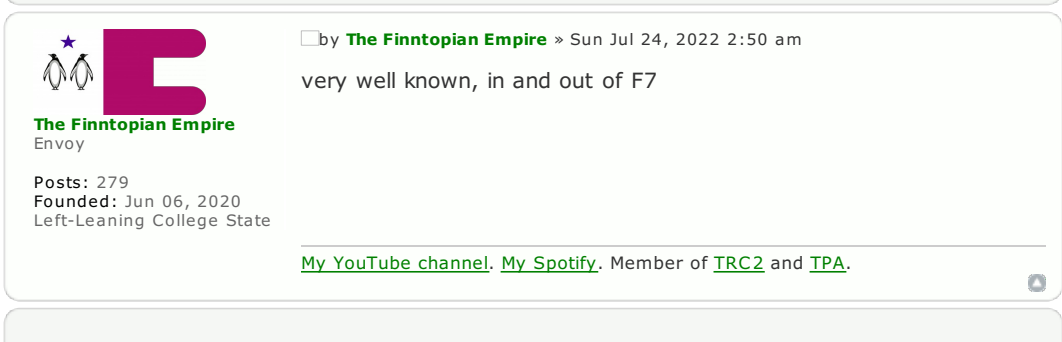 by The Finntopian Empire » Sun Jul 24, 2022 2:50 am
very well known, in and out of F7
The Finntopian Empire
Envoy
Posts: 279
Founded: Jun 06, 2020
Left-Leaning College State
My YouTube channel. My Spotify. Member of TRC2 and TPA.